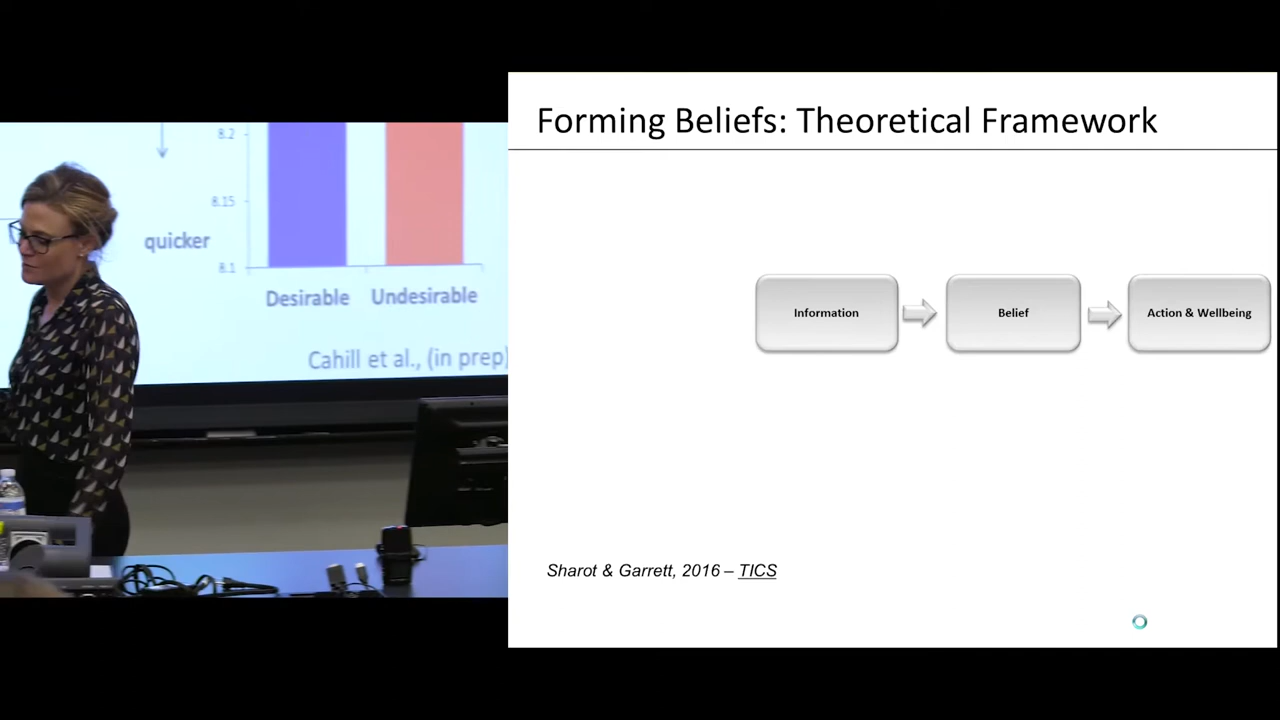 8.2
8.15
quicker
8.1
Desirable Undesirable
Cahill et al., (in prep)
Forming Beliefs: Theoretical Framework
Information
Belief
Action & Wellbeing
Sharot & Garrett, 2016 – TICS